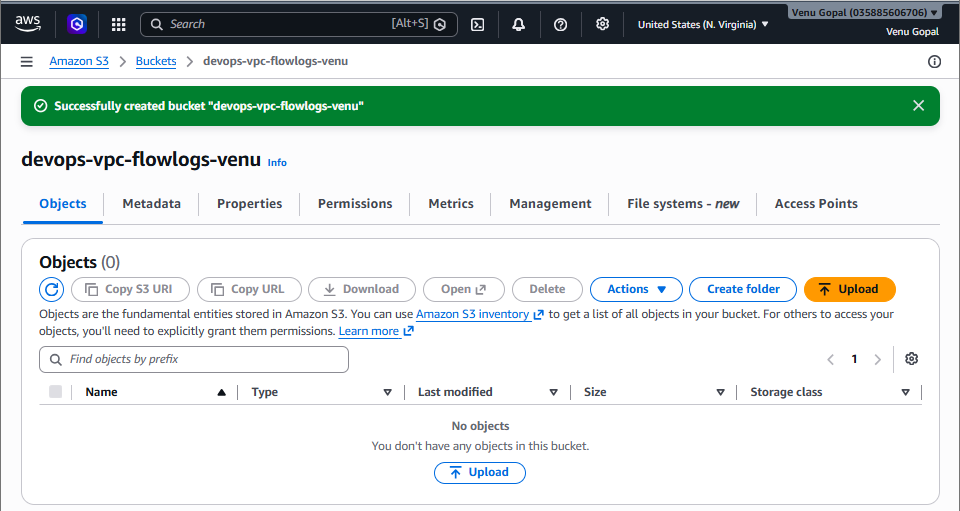 aws
Search [Alt+S]
United States (N. Virginia)
Venu Gopal (035885606706)
Venu Gopal
Amazon S3 > Buckets > devops-vpc-flowlogs-venu
Successfully created bucket "devops-vpc-flowlogs-venu"
devops-vpc-flowlogs-venu Info
Objects Metadata Properties Permissions Metrics Management File systems - new Access Points
Objects (0)
Copy S3 URI Copy URL Download Open Delete Actions Create folder Upload
Objects are the fundamental entities stored in Amazon S3. You can use Amazon S3 inventory to get a list of all objects in your bucket. For others to access your
objects, you'll need to explicitly grant them permissions. Learn more
Find objects by prefix
1
Name Type Last modified Size Storage class
No objects
You don't have any objects in this bucket.
Upload